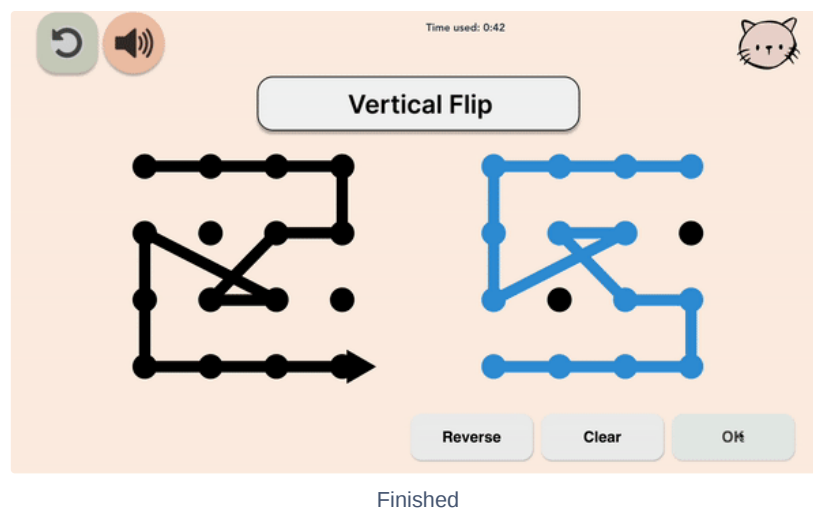 Time used: 0:42
Vertical Flip
Reverse
Clear
OK
Finished